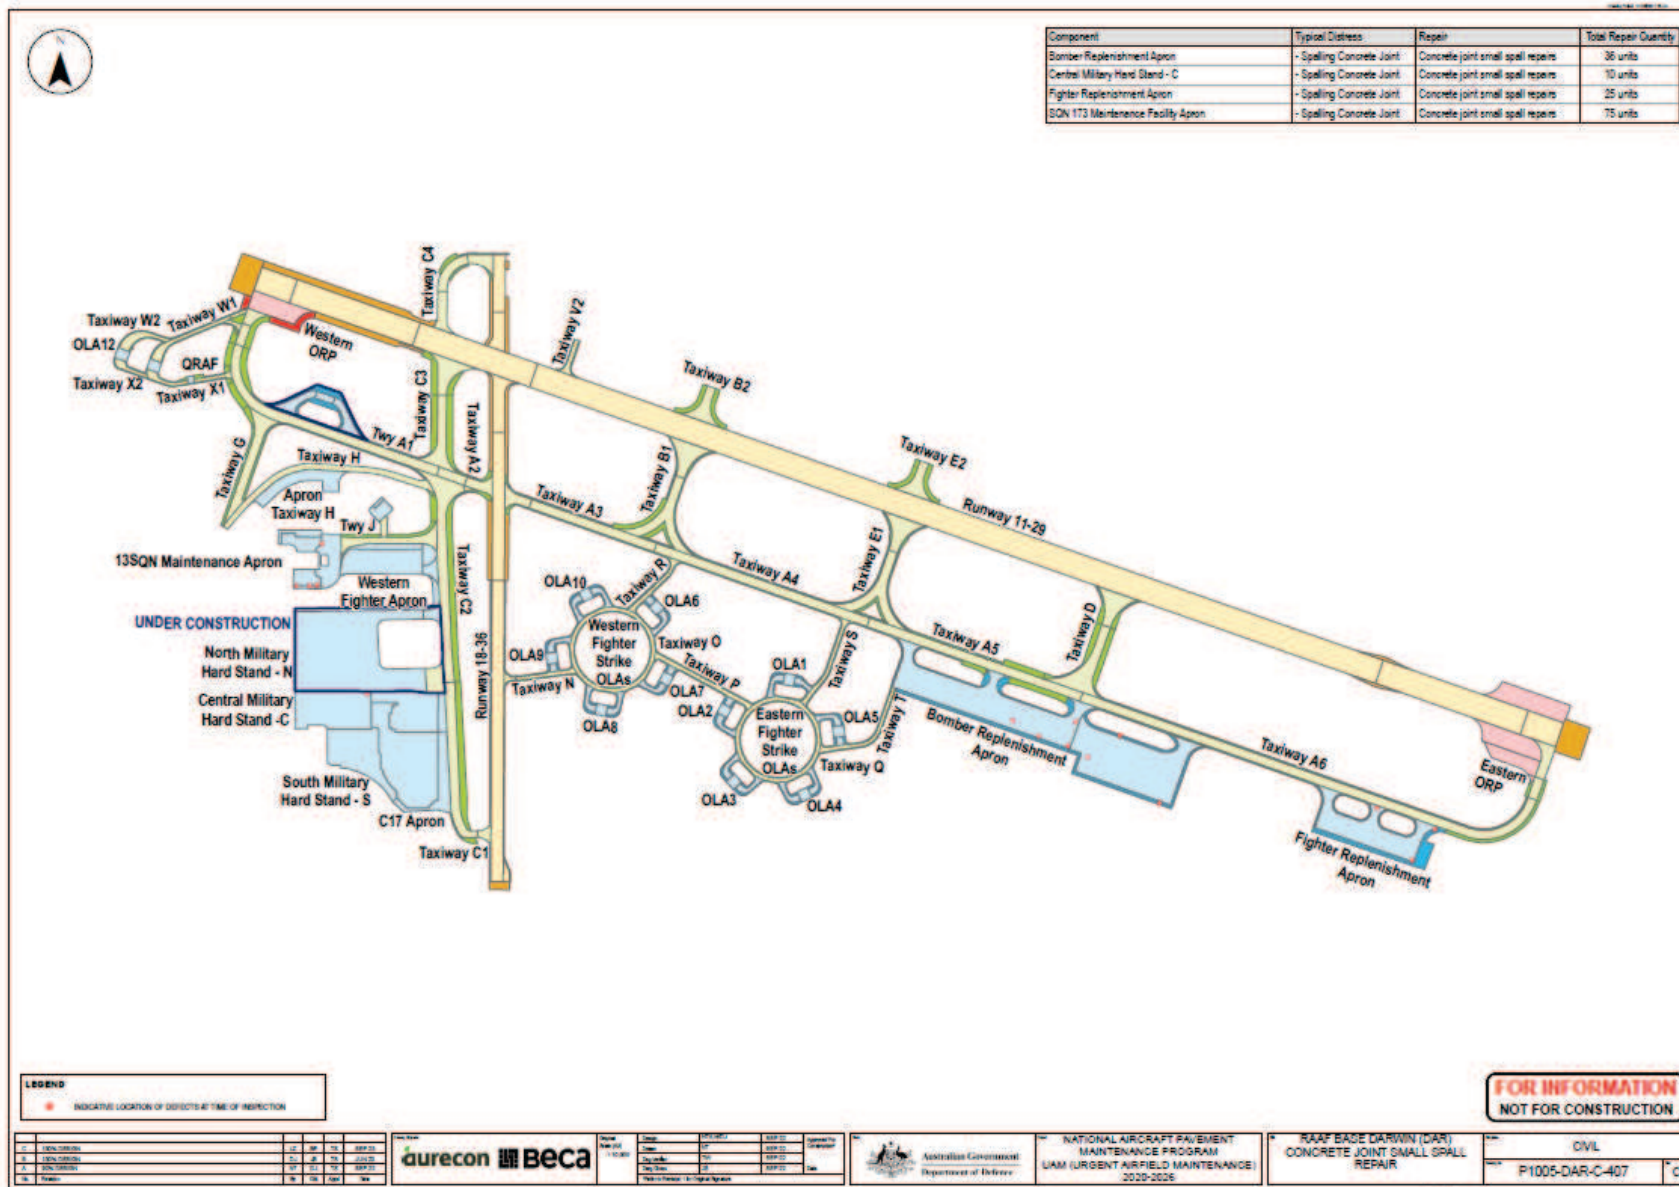 N
Component Typical Distress Repair Total Repair Quantity
Bomber Replenishment Apron - Spalling Concrete Joint Concrete joint small spall repairs 36 units
Central Military Hard Stand - C - Spalling Concrete Joint Concrete joint small spall repairs 10 units
Fighter Replenishment Apron - Spalling Concrete Joint Concrete joint small spall repairs 25 units
SQN 173 Maintenance Facility Apron - Spalling Concrete Joint Concrete joint small spall repairs 75 units
Taxiway C4
Taxiway W1
Taxiway W2
OLA12
QRAF
Taxiway X2
Taxiway X1
Western
ORP
Taxiway V2
Taxiway C3
Taxiway B2
Twy A1
Taxiway A2
Taxiway G
Taxiway H
Taxiway B1
Taxiway E2
Apron
Taxiway H
Twy J
Taxiway A3
Runway 11-29
13SQN Maintenance Apron
Taxiway C2
Taxiway E1
Western
Fighter Apron
Taxiway R
Taxiway A4
OLA10
OLA6
UNDER CONSTRUCTION
North Military
Hard Stand - N
Central Military
Hard Stand -C
South Military
Hard Stand - S
C17 Apron
Taxiway C1
Runway 18-36
Western
Fighter
Strike
OLAs
OLA9
Taxiway N
OLA8
Taxiway O
Taxiway P
OLA7
OLA2
OLA1
Taxiway S
Taxiway A5
Taxiway D
Eastern
Fighter
Strike
OLAs
OLA5
Taxiway T
Taxiway Q
OLA3
OLA4
Bomber Replenishment
Apron
Taxiway A6
Eastern
ORP
Fighter Replenishment
Apron
LEGEND
INDICATIVE LOCATION OF DEFECTS AT TIME OF INSPECTION
FOR INFORMATION
NOT FOR CONSTRUCTION
aurecon Beca
Australian Government
Department of Defence
NATIONAL AIRCRAFT PAVEMENT
MAINTENANCE PROGRAM
UAM (URGENT AIRFIELD MAINTENANCE)
2020-2026
RAAF BASE DARWIN (DAR)
CONCRETE JOINT SMALL SPALL
REPAIR
CIVIL
P1005-DAR-C-407
C